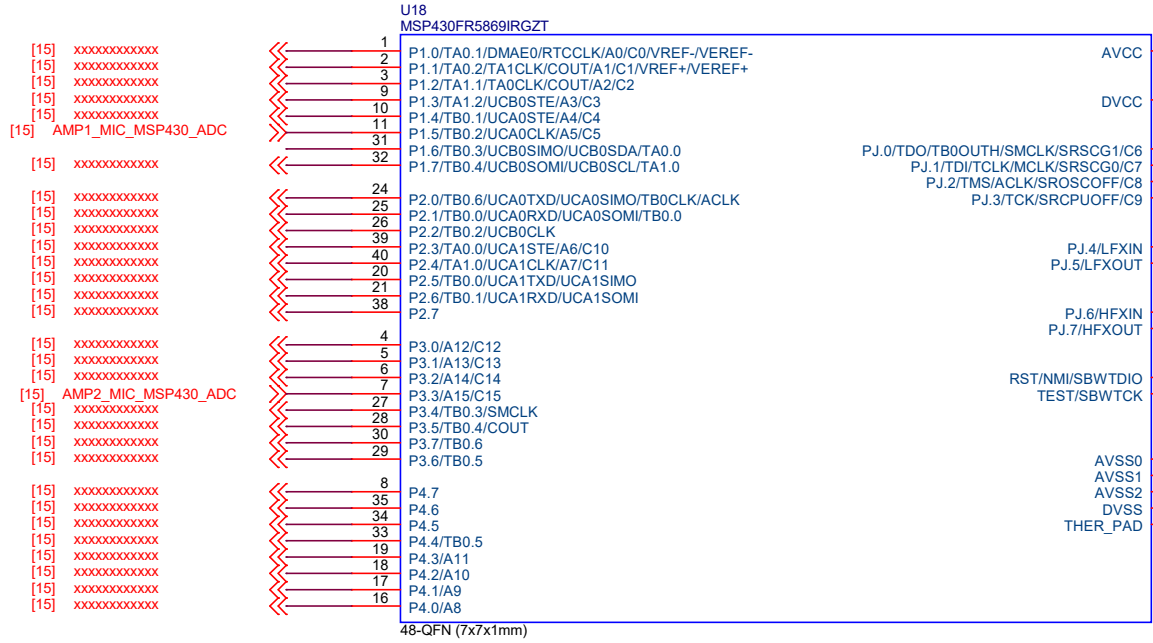 U18
MSP430FR5869IRGZT
[15] xxxxxxxxxxxx 1 P1.0/TA0.1/DMAE0/RTCCLK/A0/C0/VREF-/VEREF- AVCC
[15] xxxxxxxxxxxx 2 P1.1/TA0.2/TA1CLK/COUT/A1/C1/VREF+/VEREF+
[15] xxxxxxxxxxxx 3 P1.2/TA1.1/TA0CLK/COUT/A2/C2
[15] xxxxxxxxxxxx 9 P1.3/TA1.2/UCB0STE/A3/C3 DVCC
[15] xxxxxxxxxxxx 10 P1.4/TB0.1/UCA0STE/A4/C4
[15] AMP1_MIC_MSP430_ADC 11 P1.5/TB0.2/UCA0CLK/A5/C5
31 P1.6/TB0.3/UCB0SIMO/UCB0SDA/TA0.0 PJ.0/TDO/TB0OUTH/SMCLK/SRSCG1/C6
[15] xxxxxxxxxxxx 32 P1.7/TB0.4/UCB0SOMI/UCB0SCL/TA1.0 PJ.1/TDI/TCLK/MCLK/SRSCG0/C7
PJ.2/TMS/ACLK/SROSCOFF/C8
[15] xxxxxxxxxxxx 24 P2.0/TB0.6/UCA0TXD/UCA0SIMO/TB0CLK/ACLK PJ.3/TCK/SRCPUOFF/C9
[15] xxxxxxxxxxxx 25 P2.1/TB0.0/UCA0RXD/UCA0SOMI/TB0.0
[15] xxxxxxxxxxxx 26 P2.2/TB0.2/UCB0CLK
[15] xxxxxxxxxxxx 39 P2.3/TA0.0/UCA1STE/A6/C10 PJ.4/LFXIN
[15] xxxxxxxxxxxx 40 P2.4/TA1.0/UCA1CLK/A7/C11 PJ.5/LFXOUT
[15] xxxxxxxxxxxx 20 P2.5/TB0.0/UCA1TXD/UCA1SIMO
[15] xxxxxxxxxxxx 21 P2.6/TB0.1/UCA1RXD/UCA1SOMI
[15] xxxxxxxxxxxx 38 P2.7 PJ.6/HFXIN
PJ.7/HFXOUT
[15] xxxxxxxxxxxx 4 P3.0/A12/C12
[15] xxxxxxxxxxxx 5 P3.1/A13/C13
[15] xxxxxxxxxxxx 6 P3.2/A14/C14 RST/NMI/SBWTDIO
[15] AMP2_MIC_MSP430_ADC 7 P3.3/A15/C15 TEST/SBWTCK
[15] xxxxxxxxxxxx 27 P3.4/TB0.3/SMCLK
[15] xxxxxxxxxxxx 28 P3.5/TB0.4/COUT
[15] xxxxxxxxxxxx 30 P3.7/TB0.6
[15] xxxxxxxxxxxx 29 P3.6/TB0.5 AVSS0
AVSS1
[15] xxxxxxxxxxxx 8 P4.7 AVSS2
[15] xxxxxxxxxxxx 35 P4.6 DVSS
[15] xxxxxxxxxxxx 34 P4.5 THER_PAD
[15] xxxxxxxxxxxx 33 P4.4/TB0.5
[15] xxxxxxxxxxxx 19 P4.3/A11
[15] xxxxxxxxxxxx 18 P4.2/A10
[15] xxxxxxxxxxxx 17 P4.1/A9
[15] xxxxxxxxxxxx 16 P4.0/A8
48-QFN (7x7x1mm)